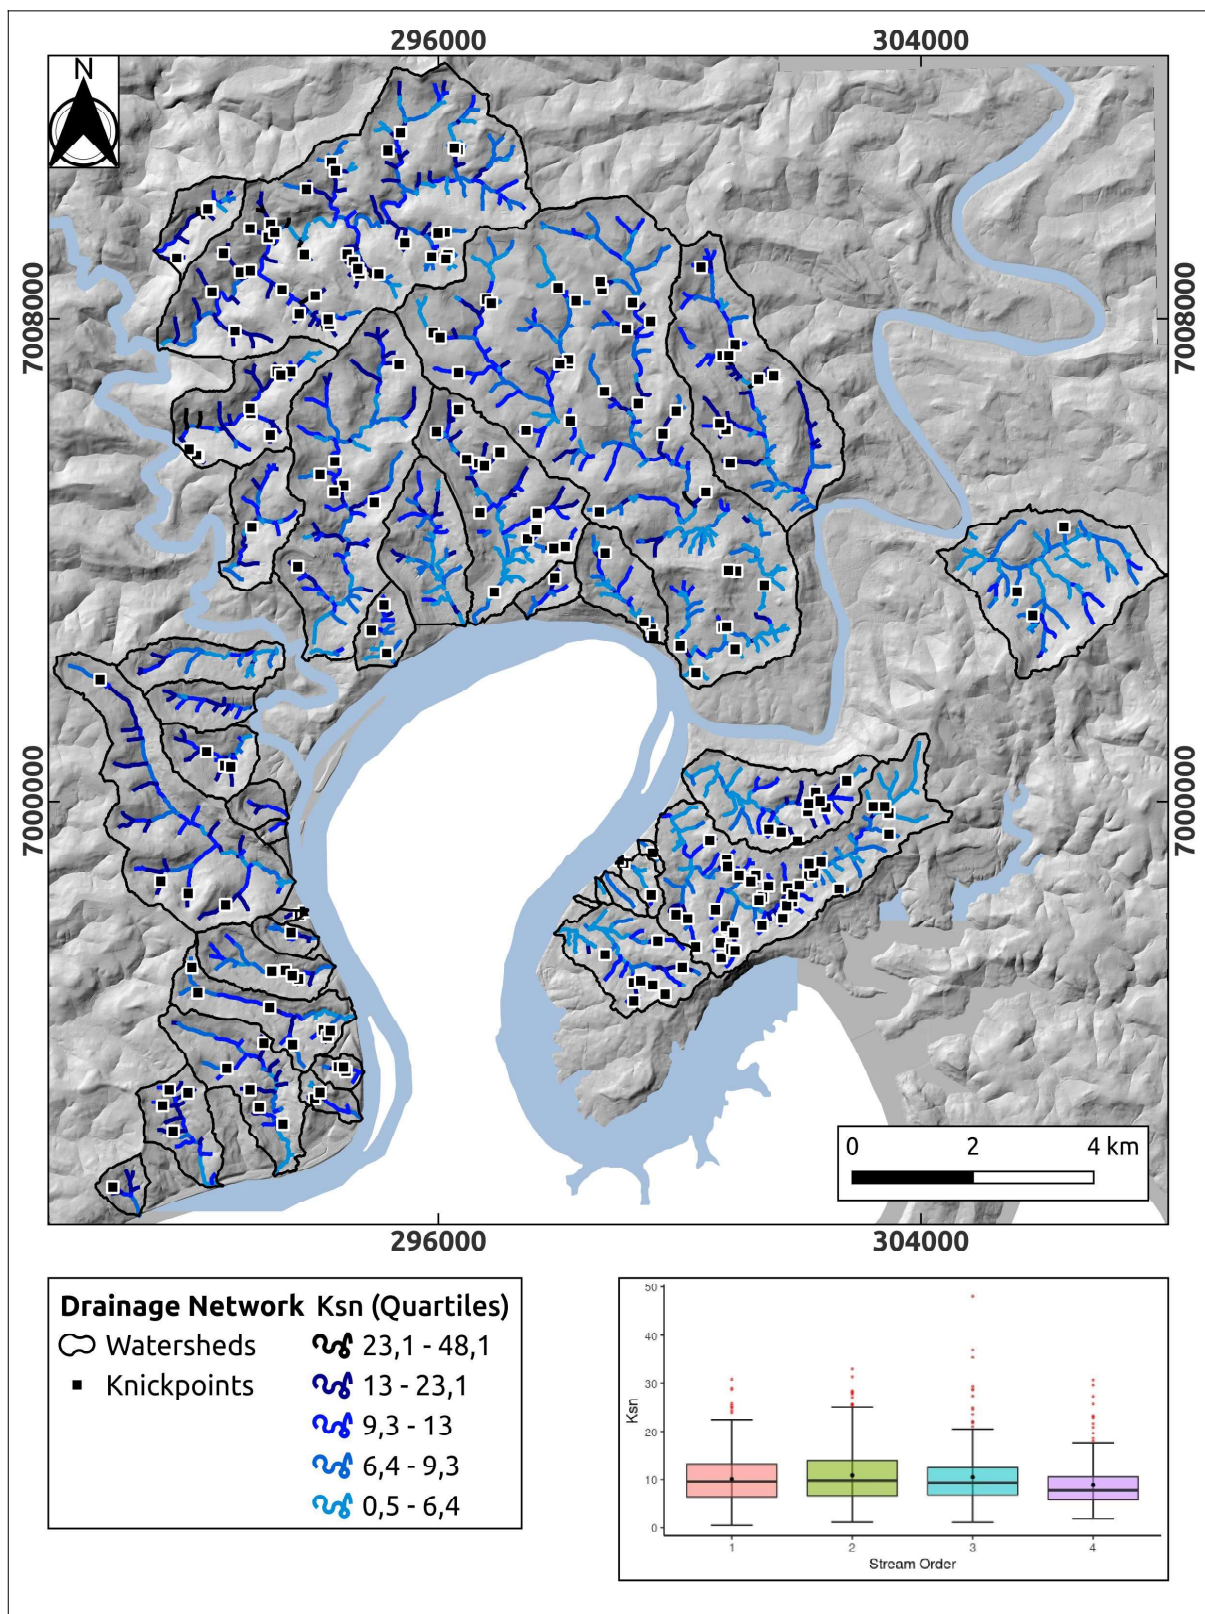 296000 304000
N
7008000 7008000
7000000 7000000
0 2 4 km
296000 304000
Drainage Network Ksn (Quartiles)
Watersheds 23,1 - 48,1
Knickpoints 13 - 23,1
9,3 - 13
6,4 - 9,3
0,5 - 6,4
50
40
30
20
10
0
Ksn
1 2 3 4
Stream Order